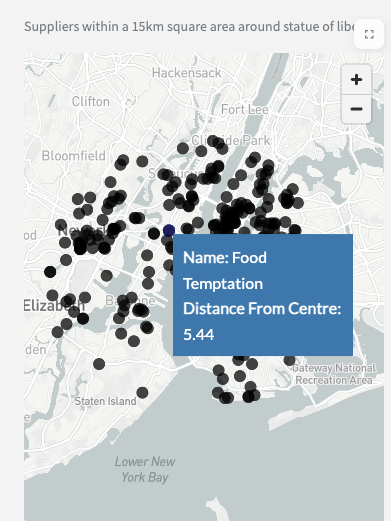 Suppliers within a 15km square area around statue of libe
Hackensack
Clifton
Fort Lee
Cliffside Park
Bloomfield
Name: Food
Temptation
Distance From Centre:
5.44
Elizabeth
Bayonne
den
Gateway National
Recreation Area
Staten Island
Lower New
York Bay
+
−